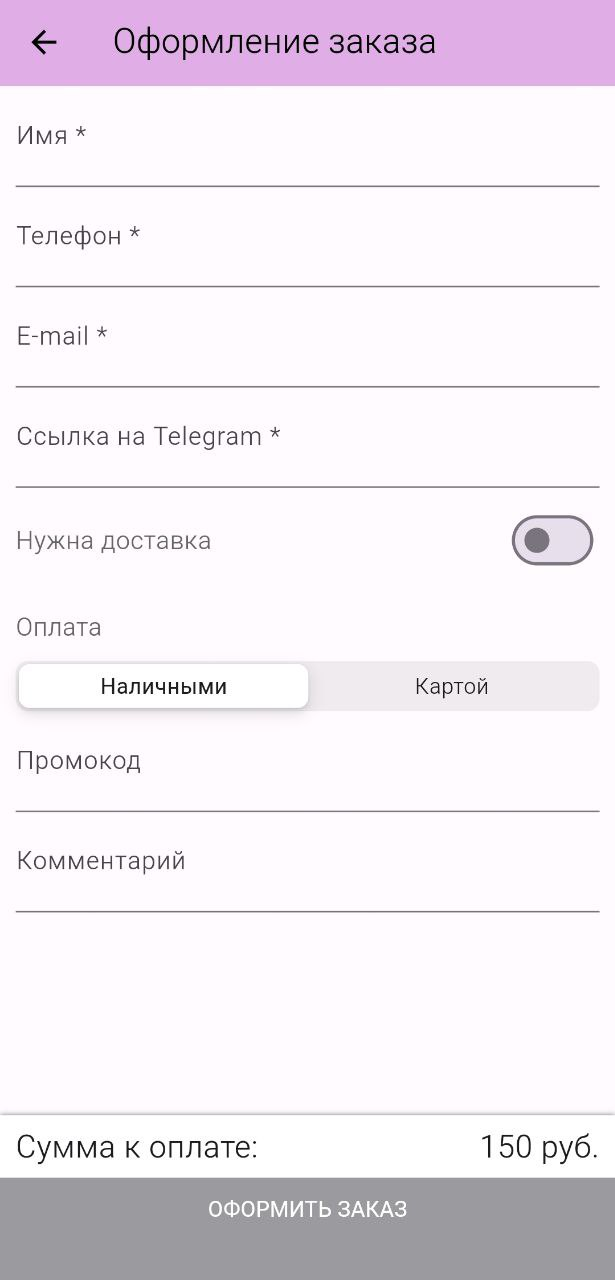 Оформление заказа
Имя *
Телефон *
E-mail *
Ссылка на Telegram *
Нужна доставка
Оплата
Наличными Картой
Промокод
Комментарий
Сумма к оплате: 150 руб.
ОФОРМИТЬ ЗАКАЗ